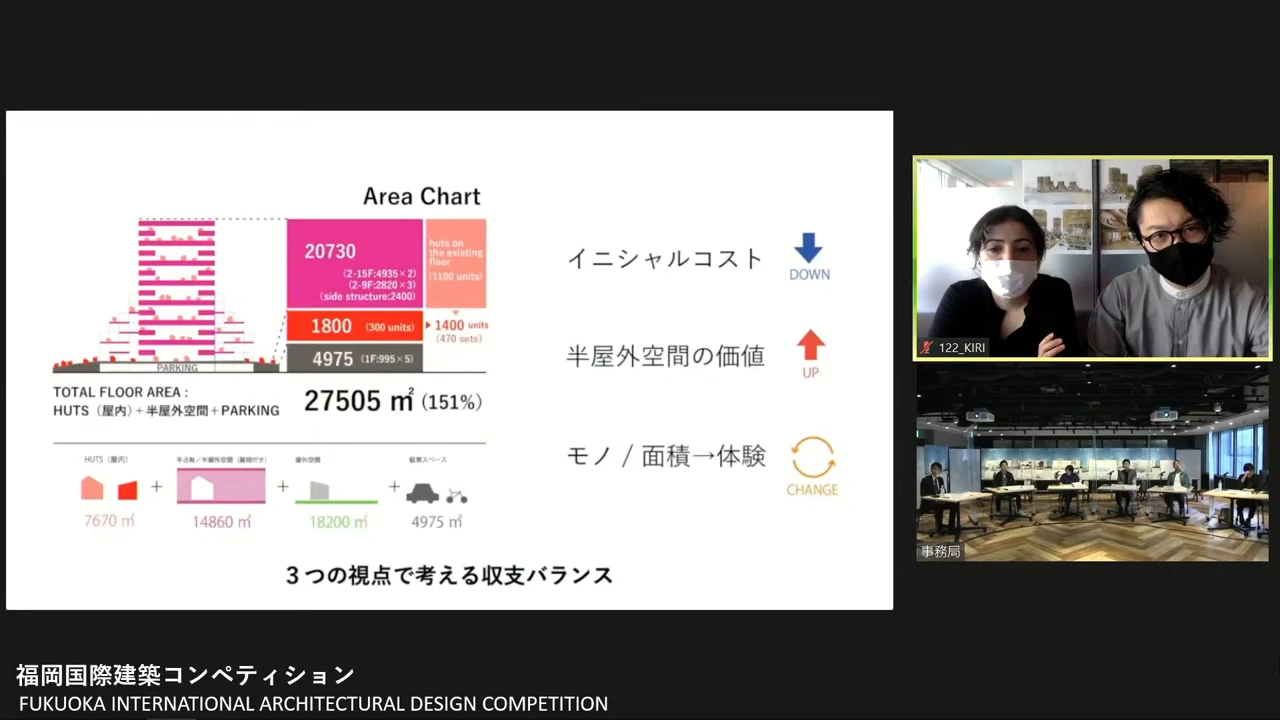 Area Chart
20730
(2-15F:4935×2)
(2-9F:2820×3)
(side structure:2400)
huts on
the existing
floor
(1100 units)
1800 (300 units)
1400 units
(470 sets)
4975 (1F:995×5)
PARKING
TOTAL FLOOR AREA :
HUTS（屋内）+半屋外空間+PARKING
27505 ㎡ (151%)
HUTS（屋内）
屋外空間
駐車スペース
+ + +
7670 ㎡
14860 ㎡
18200 ㎡
4975 ㎡
イニシャルコスト
DOWN
半屋外空間の価値
UP
モノ / 面積→体験
CHANGE
３つの視点で考える収支バランス
122_KIRI
事務局
福岡国際建築コンペティション
FUKUOKA INTERNATIONAL ARCHITECTURAL DESIGN COMPETITION